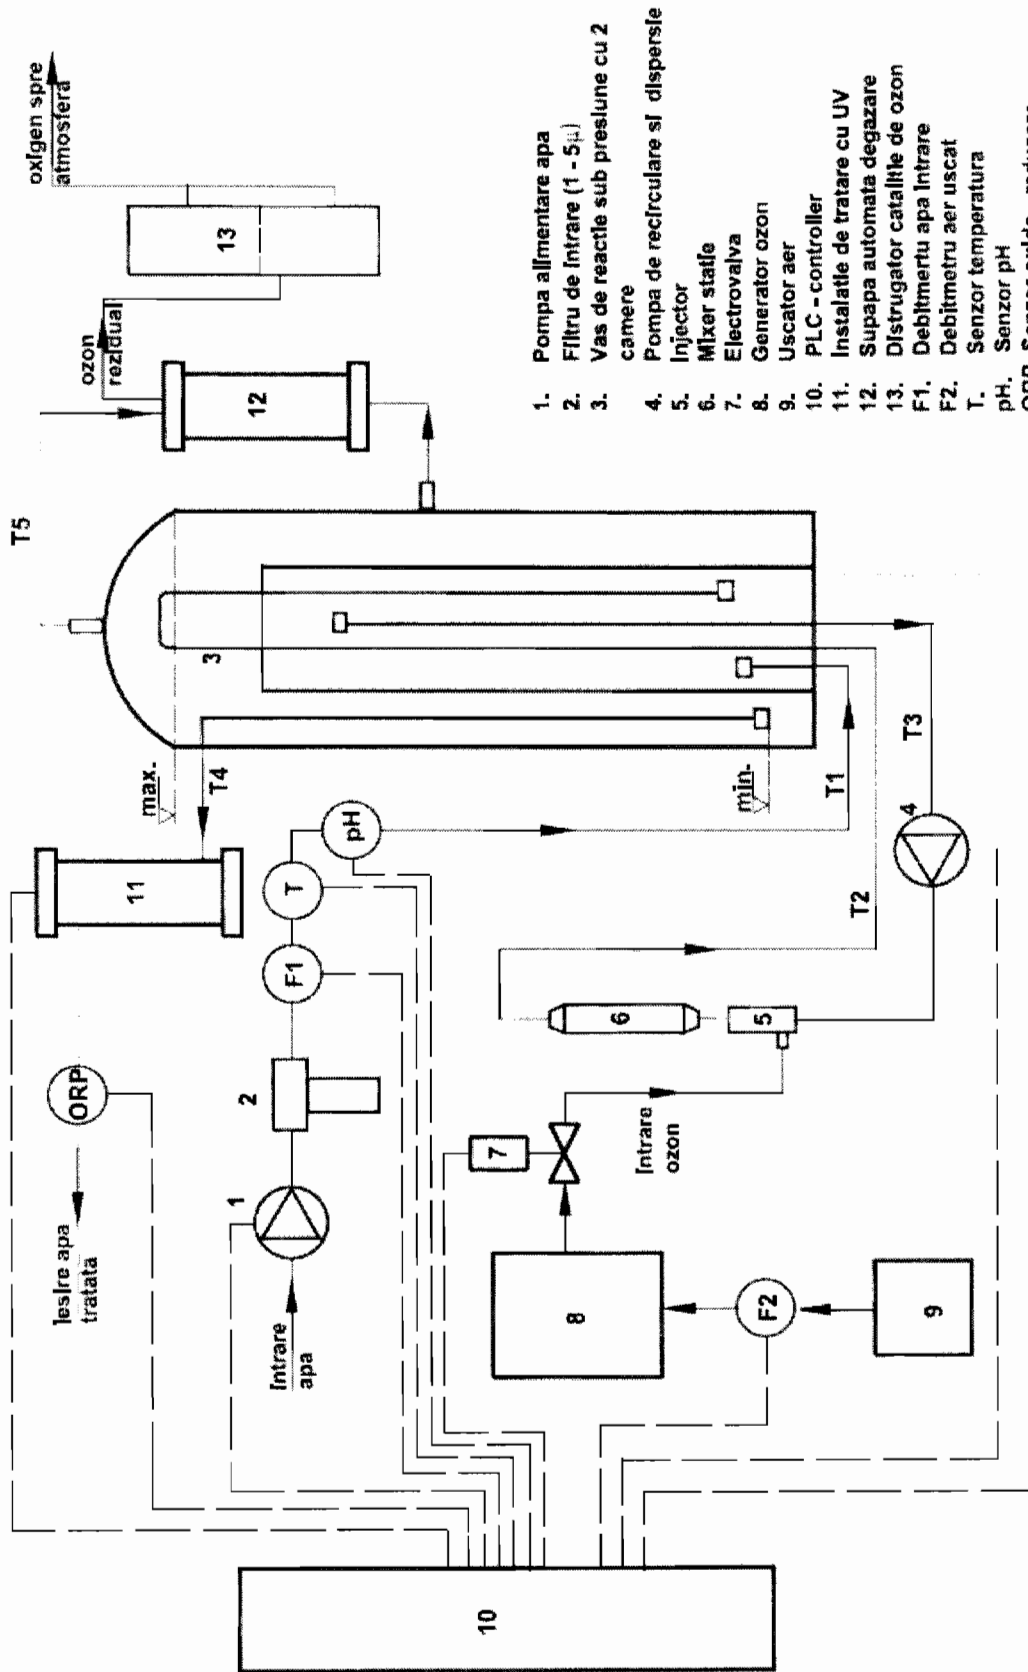 T5
oxigen spre
atmosfera
ozon
rezidual
13
12
3
max.
T4
min.
T1
T2
T3
4
11
T
pH
F1
2
1
Intrare
apa
ORP
Iesire apa
tratata
6
5
7
Intrare
ozon
8
F2
9
10
1. Pompa alimentare apa
2. Filtru de Intrare (1 - 5µ)
3. Vas de reactie sub presiune cu 2
camere
4. Pompa de recirculare si dispersie
5. Injector
6. Mixer static
7. Electrovalva
8. Generator ozon
9. Uscator aer
10. PLC - controller
11. Instalatie de tratare cu UV
12. Supapa automata degazare
13. Distrugator catalitic de ozon
F1. Debitmertu apa Intrare
F2. Debitmetru aer uscat
T. Senzor temperatura
pH. Senzor pH